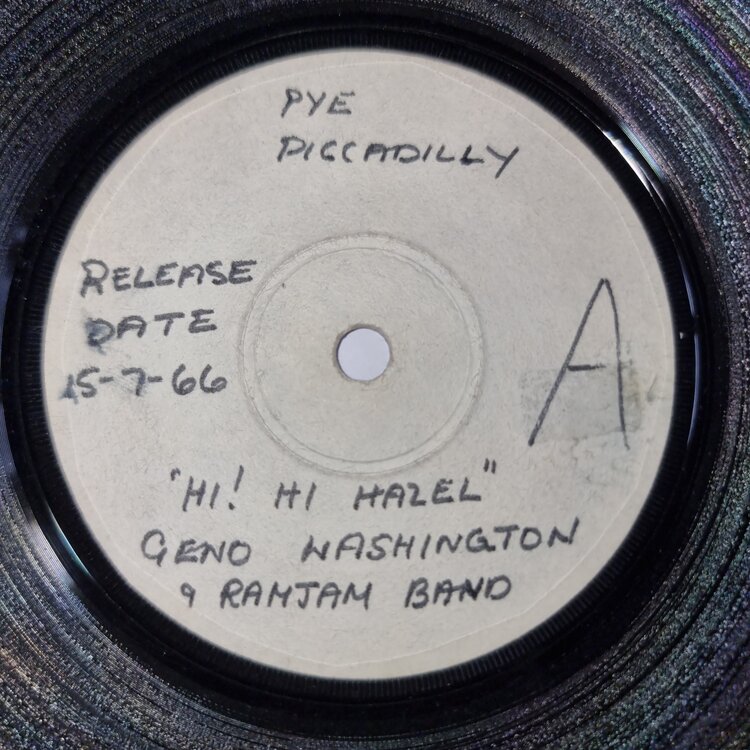 PYE
PICCADILLY
RELEASE
DATE
15-7-66
A
"HI! HI HAZEL"
GENO WASHINGTON
& RAMJAM BAND